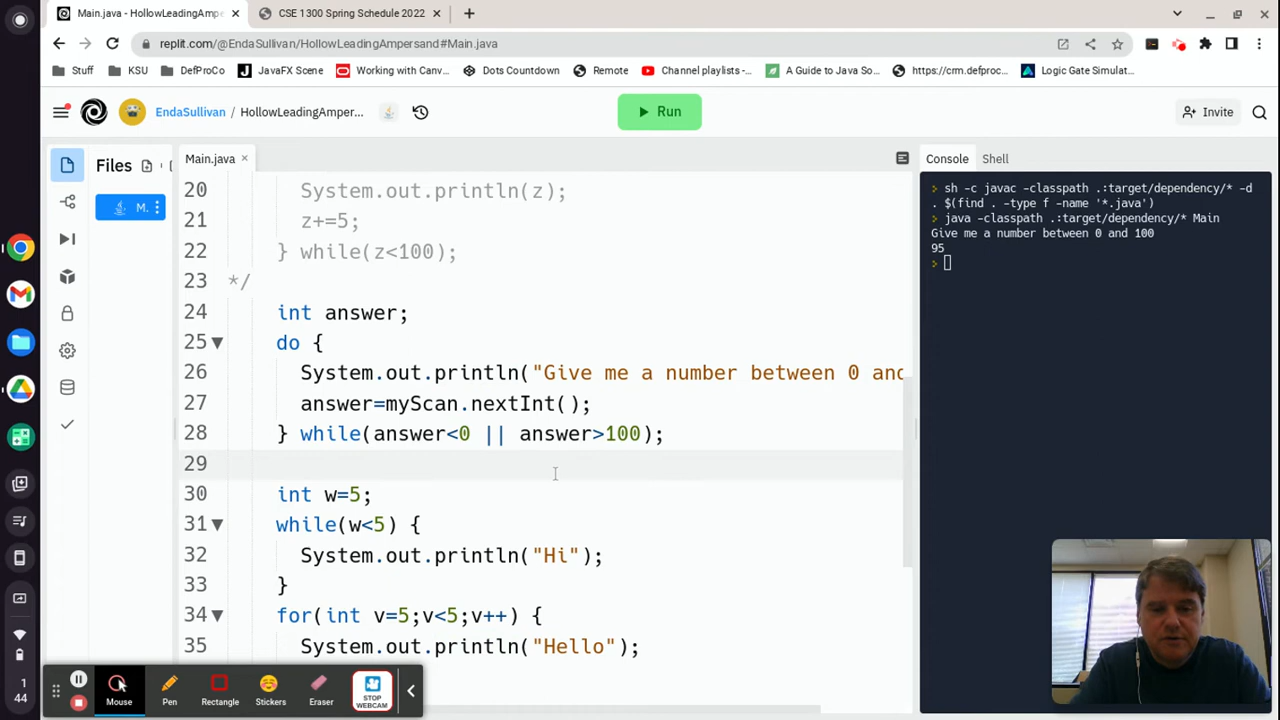 Main.java - HollowLeadingAmpe
CSE 1300 Spring Schedule 2022
replit.com/@EndaSullivan/HollowLeadingAmpersand#Main.java
Stuff
KSU
DefProCo
JavaFX Scene
Working with Canv...
Dots Countdown
Remote
Channel playlists -...
A Guide to Java So...
https://crm.defproc...
Logic Gate Simulat...
EndaSullivan / HollowLeadingAmper...
Run
Invite
Files
M.
Main.java
Console
Shell
20 System.out.println(z);
21 z+=5;
22 } while(z<100);
23 */
24 int answer;
25 do {
26 System.out.println("Give me a number between 0 and
27 answer=myScan.nextInt();
28 } while(answer<0 || answer>100);
29
30 int w=5;
31 while(w<5) {
32 System.out.println("Hi");
33 }
34 for(int v=5;v<5;v++) {
35 System.out.println("Hello");
sh -c javac -classpath .:target/dependency/* -d
. $(find . -type f -name '*.java')
java -classpath .:target/dependency/* Main
Give me a number between 0 and 100
95
Mouse
Pen
Rectangle
Stickers
Eraser
STOP
WEBCAM
1
44